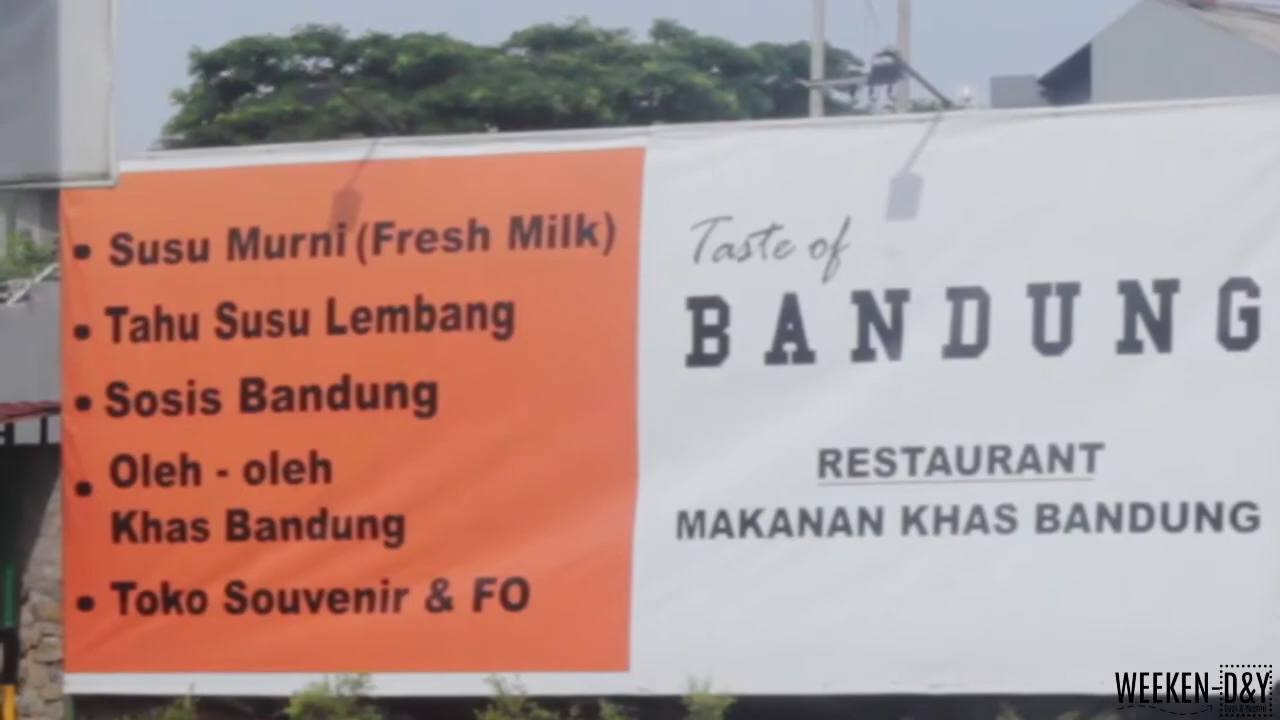 • Susu Murni (Fresh Milk)
• Tahu Susu Lembang
• Sosis Bandung
• Oleh - oleh
Khas Bandung
• Toko Souvenir & FO
Taste of
BANDUNG
RESTAURANT
MAKANAN KHAS BANDUNG
WEEKEN-D&Y